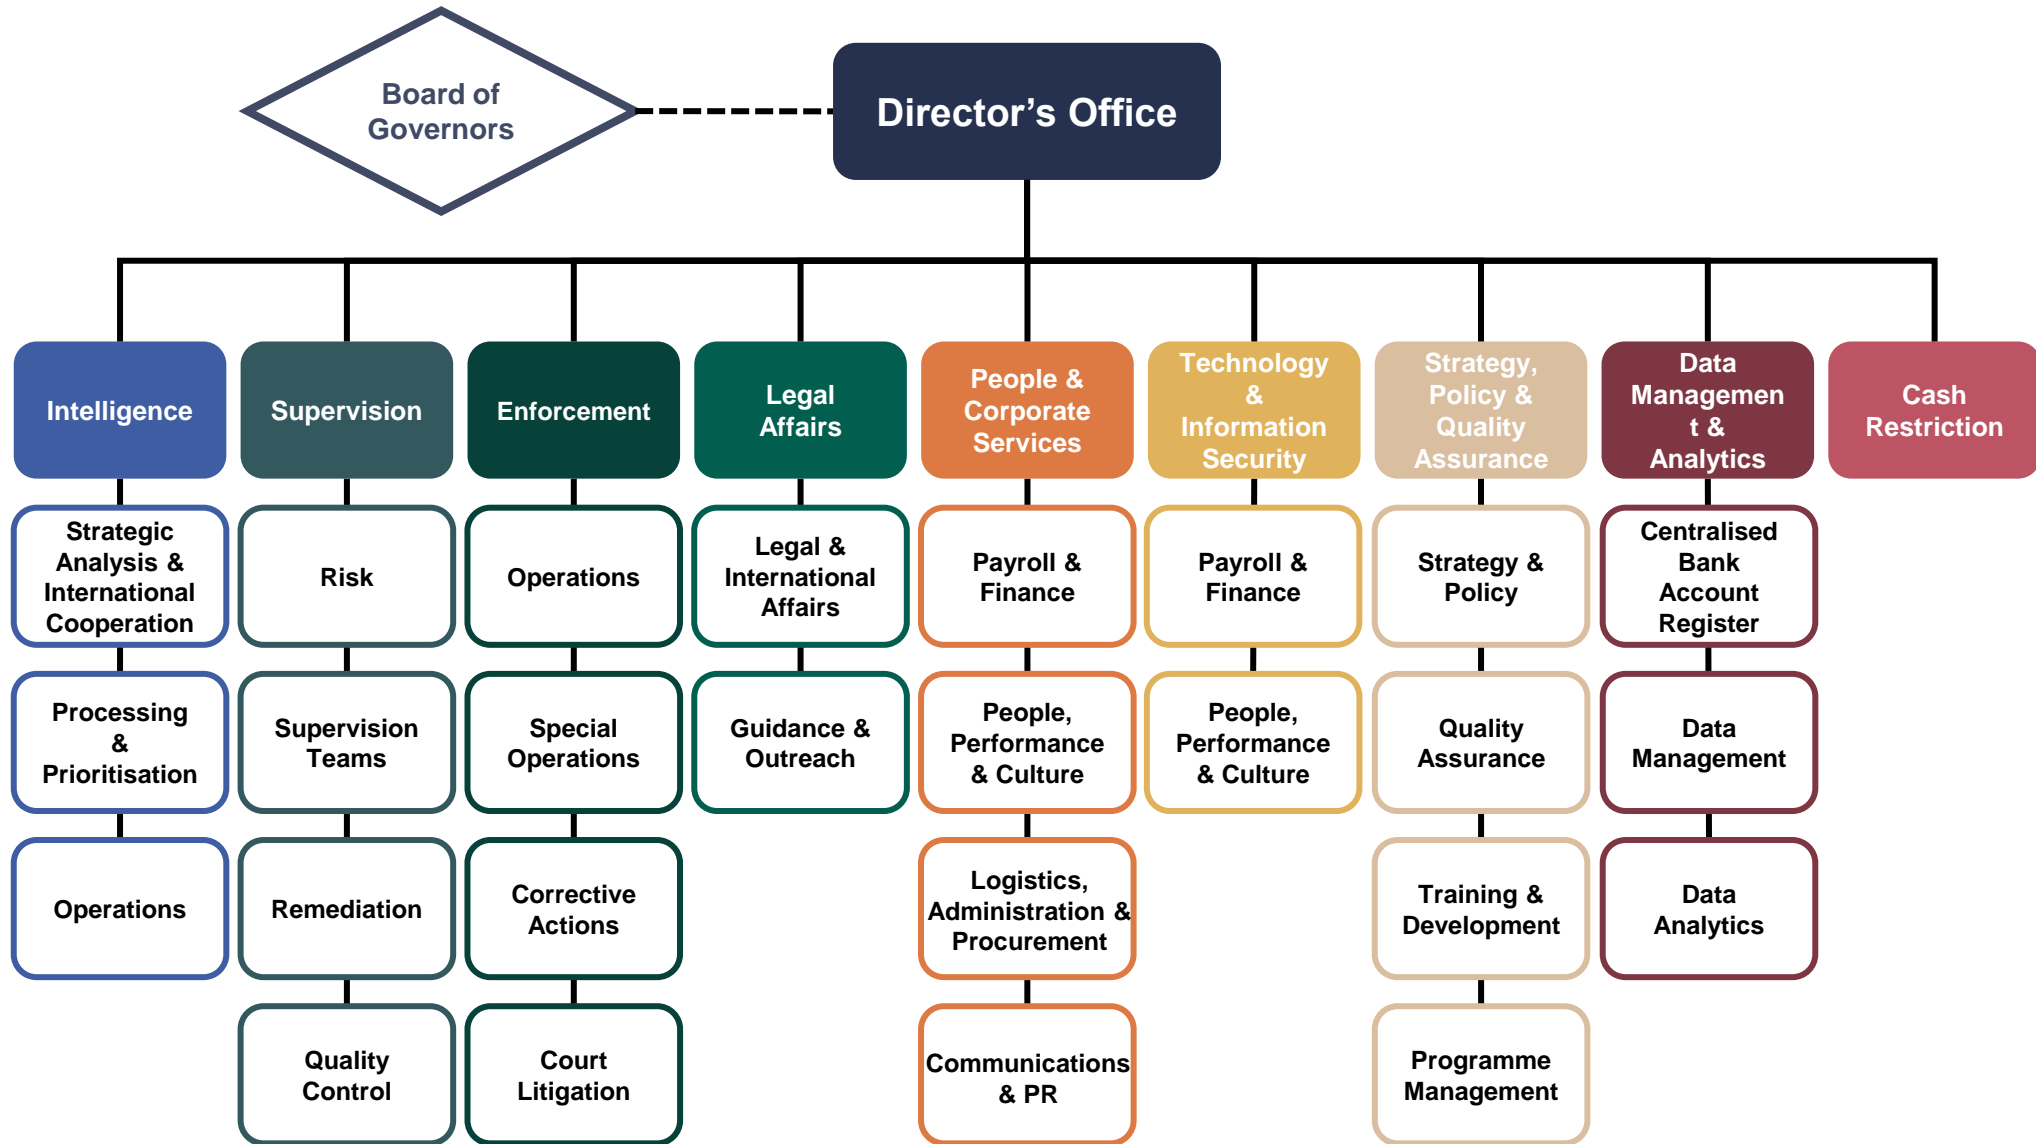 Board of
Governors
Director’s Office
Intelligence
Supervision
Enforcement
Legal
Affairs
People &
Corporate
Services
Technology
&
Information
Security
Strategy,
Policy &
Quality
Assurance
Data
Managemen
t &
Analytics
Cash
Restriction
Strategic
Analysis &
International
Cooperation
Risk
Operations
Legal &
International
Affairs
Payroll &
Finance
Payroll &
Finance
Strategy &
Policy
Centralised
Bank
Account
Register
Processing
&
Prioritisation
Supervision
Teams
Special
Operations
Guidance &
Outreach
People,
Performance
& Culture
People,
Performance
& Culture
Quality
Assurance
Data
Management
Operations
Remediation
Corrective
Actions
Logistics,
Administration &
Procurement
Training &
Development
Data
Analytics
Quality
Control
Court
Litigation
Communications
& PR
Programme
Management